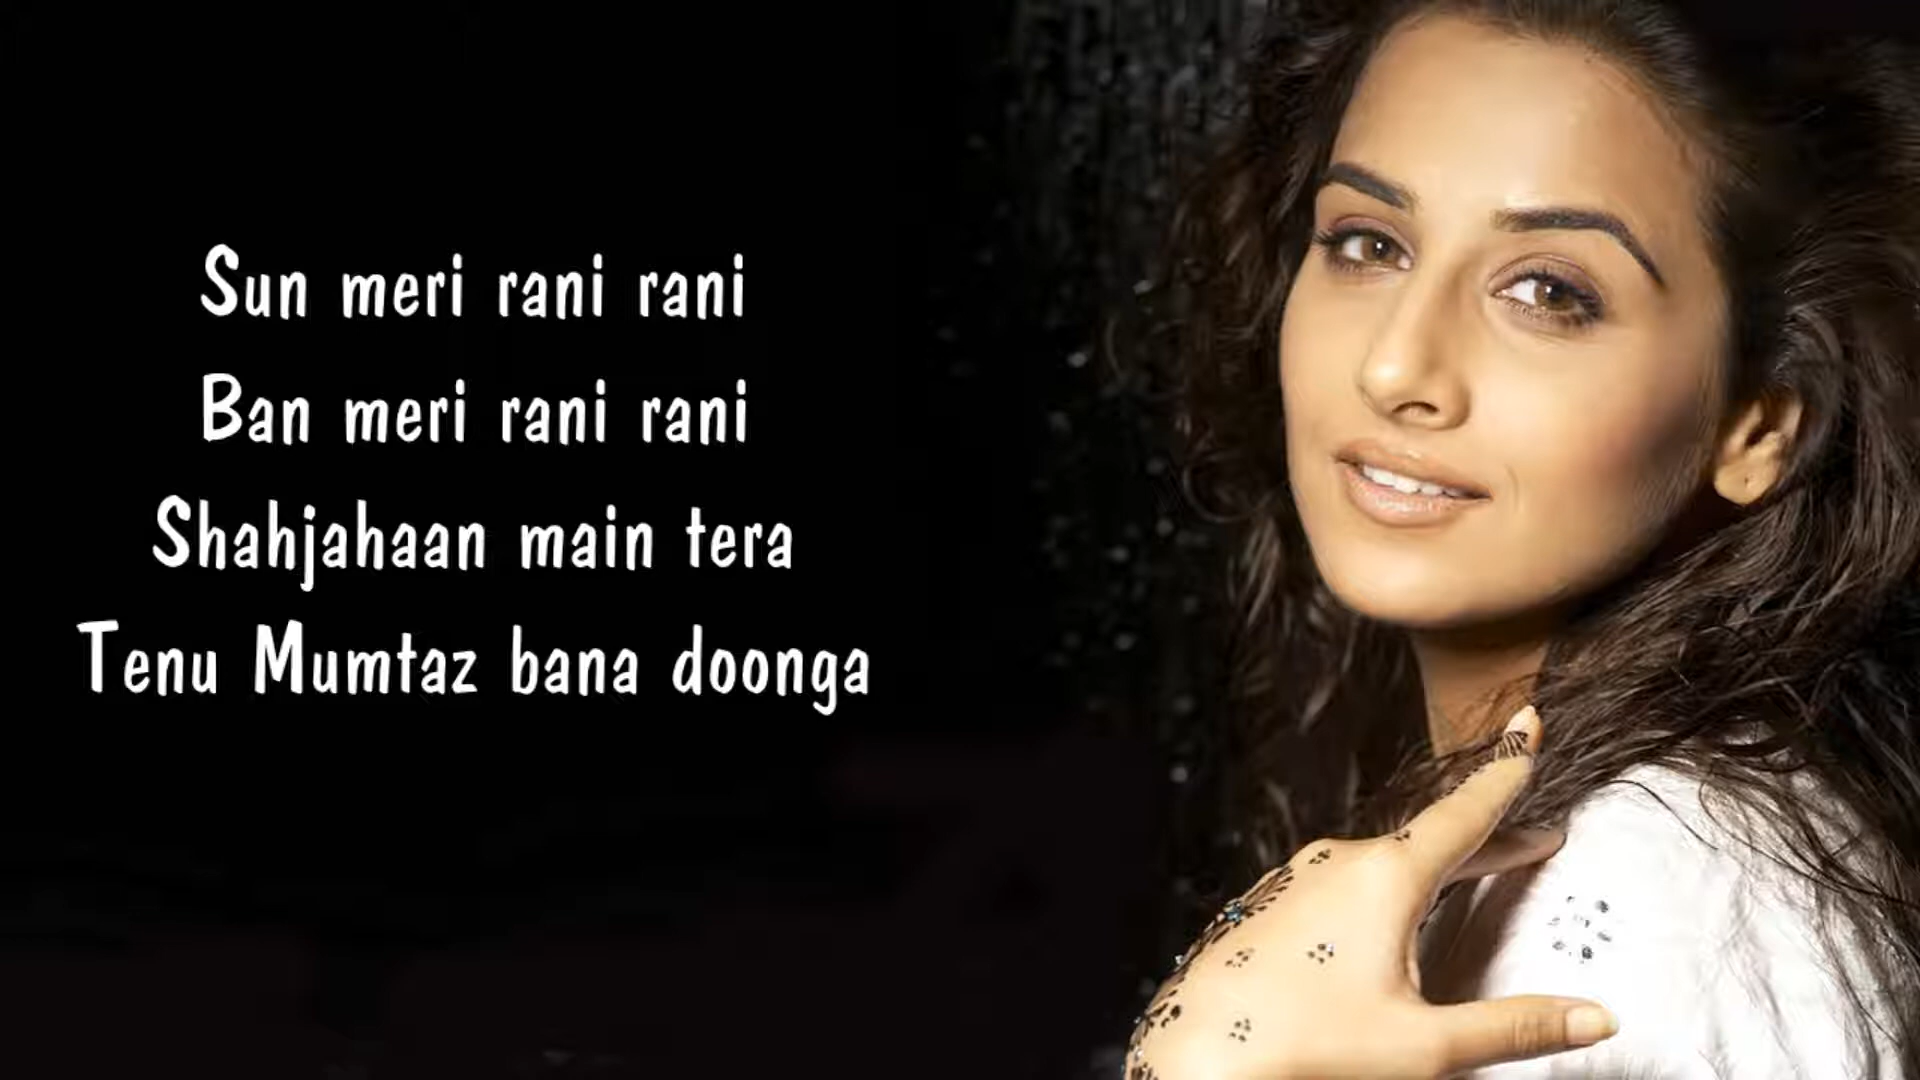 Sun meri rani rani
Ban meri rani rani
Shahjahaan main tera
Tenu Mumtaz bana doonga